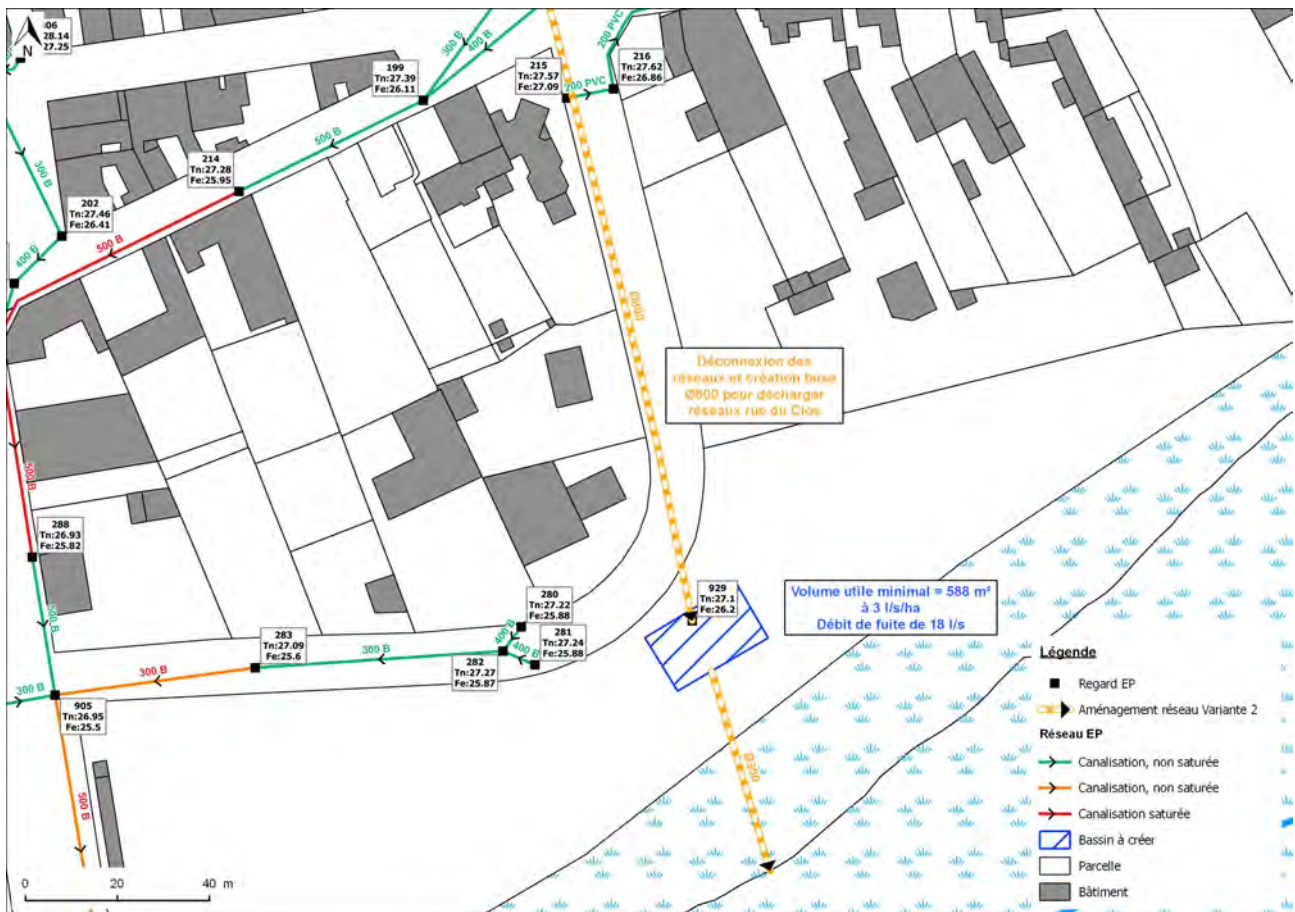 806
28.14
27.25
N
300 B
400 B
199
Tn:27.39
Fe:26.11
215
Tn:27.57
Fe:27.09
200 PVC
200 PVC
216
Tn:27.62
Fe:26.86
500 B
214
Tn:27.28
Fe:25.95
300 B
202
Tn:27.46
Fe:26.41
400 B
500 B
Ø800
Déconnexion des
réseaux et création buse
Ø800 pour décharger
réseaux rue du Clos
500 B
288
Tn:26.93
Fe:25.82
500 B
280
Tn:27.22
Fe:25.88
400 B
281
Tn:27.24
Fe:25.88
400 B
282
Tn:27.27
Fe:25.87
300 B
283
Tn:27.09
Fe:25.6
300 B
300 B
905
Tn:26.95
Fe:25.5
500 B
929
Tn:27.1
Fe:26.2
Volume utile minimal = 588 m³
à 3 l/s/ha
Débit de fuite de 18 l/s
Ø350
Légende
Regard EP
Aménagement réseau Variante 2
Réseau EP
Canalisation, non saturée
Canalisation, non saturée
Canalisation saturée
Bassin à créer
Parcelle
Bâtiment
0 20 40 m